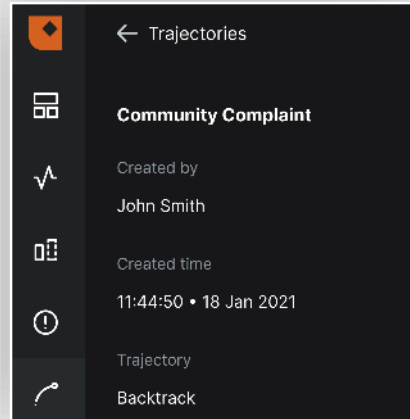 Trajectories
Community Complaint
Created by
John Smith
Created time
11:44:50 • 18 Jan 2021
Trajectory
Backtrack